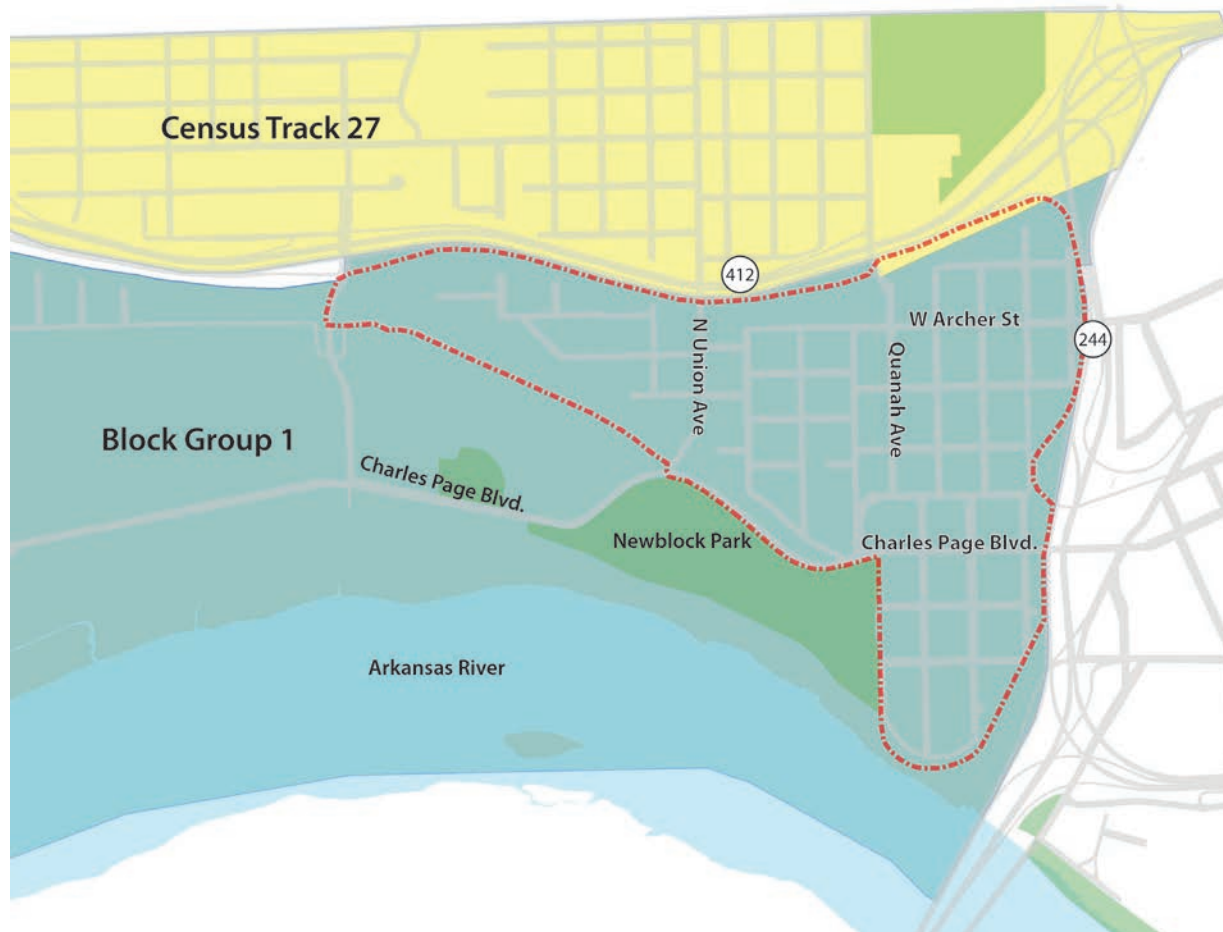 Census Track 27
412
W Archer St
244
N Union Ave
Quanah Ave
Block Group 1
Charles Page Blvd.
Newblock Park
Charles Page Blvd.
Arkansas River